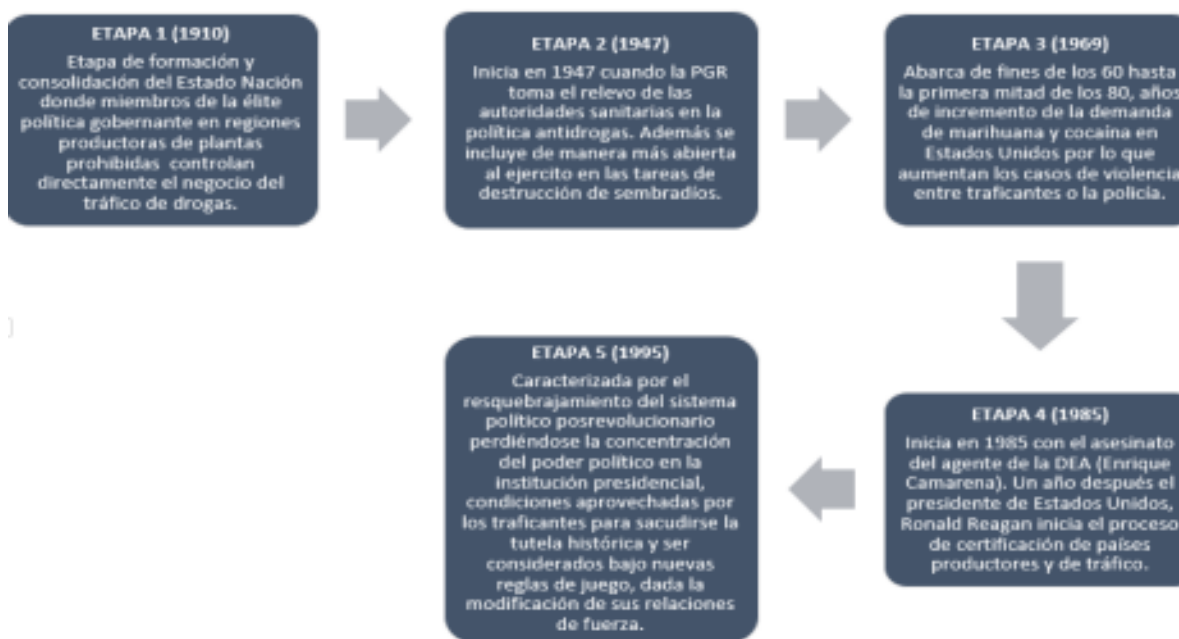 ETAPA 1 (1910)
Etapa de formación y
consolidación del Estado Nación
donde miembros de la élite
política gobernante en regiones
productoras de plantas
prohibidas controlan
directamente el negocio del
tráfico de drogas.
ETAPA 2 (1947)
Inicia en 1947 cuando la PGR
toma el relevo de las
autoridades sanitarias en la
política antidrogas. Además se
incluye de manera más abierta
al ejercito en las tareas de
destrucción de sembradíos.
ETAPA 3 (1969)
Abarca de fines de los 60 hasta
la primera mitad de los 80, años
de incremento de la demanda
de marihuana y cocaína en
Estados Unidos por lo que
aumentan los casos de violencia
entre traficantes o la policía.
ETAPA 4 (1985)
Inicia en 1985 con el asesinato
del agente de la DEA (Enrique
Camarena). Un año después el
presidente de Estados Unidos,
Ronald Reagan inicia el proceso
de certificación de países
productores y de tráfico.
ETAPA 5 (1995)
Caracterizada por el
resquebrajamiento del sistema
político posrevolucionario
perdiéndose la concentración
del poder político en la
institución presidencial,
condiciones aprovechadas por
los traficantes para sacudirse la
tutela histórica y ser
considerados bajo nuevas
reglas de juego, dada la
modificación de sus relaciones
de fuerza.